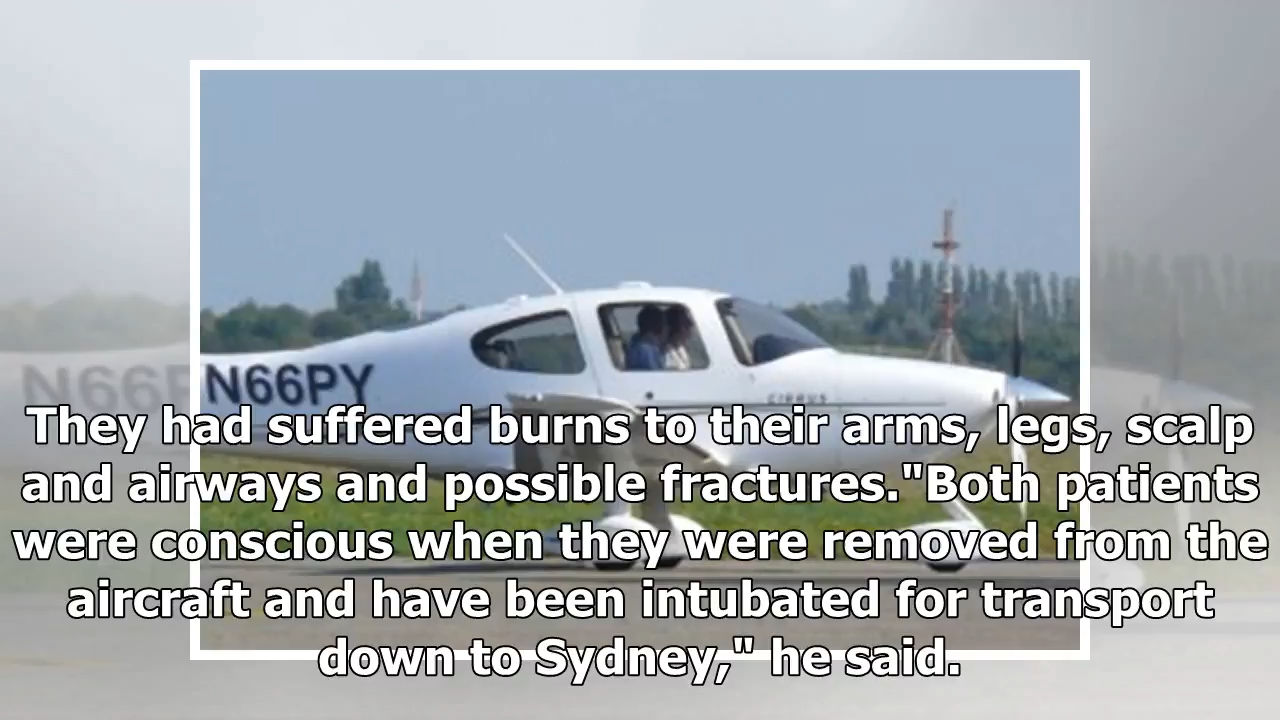 N66PY
CIRRUS
They had suffered burns to their arms, legs, scalp
and airways and possible fractures."Both patients
were conscious when they were removed from the
aircraft and have been intubated for transport
down to Sydney," he said.